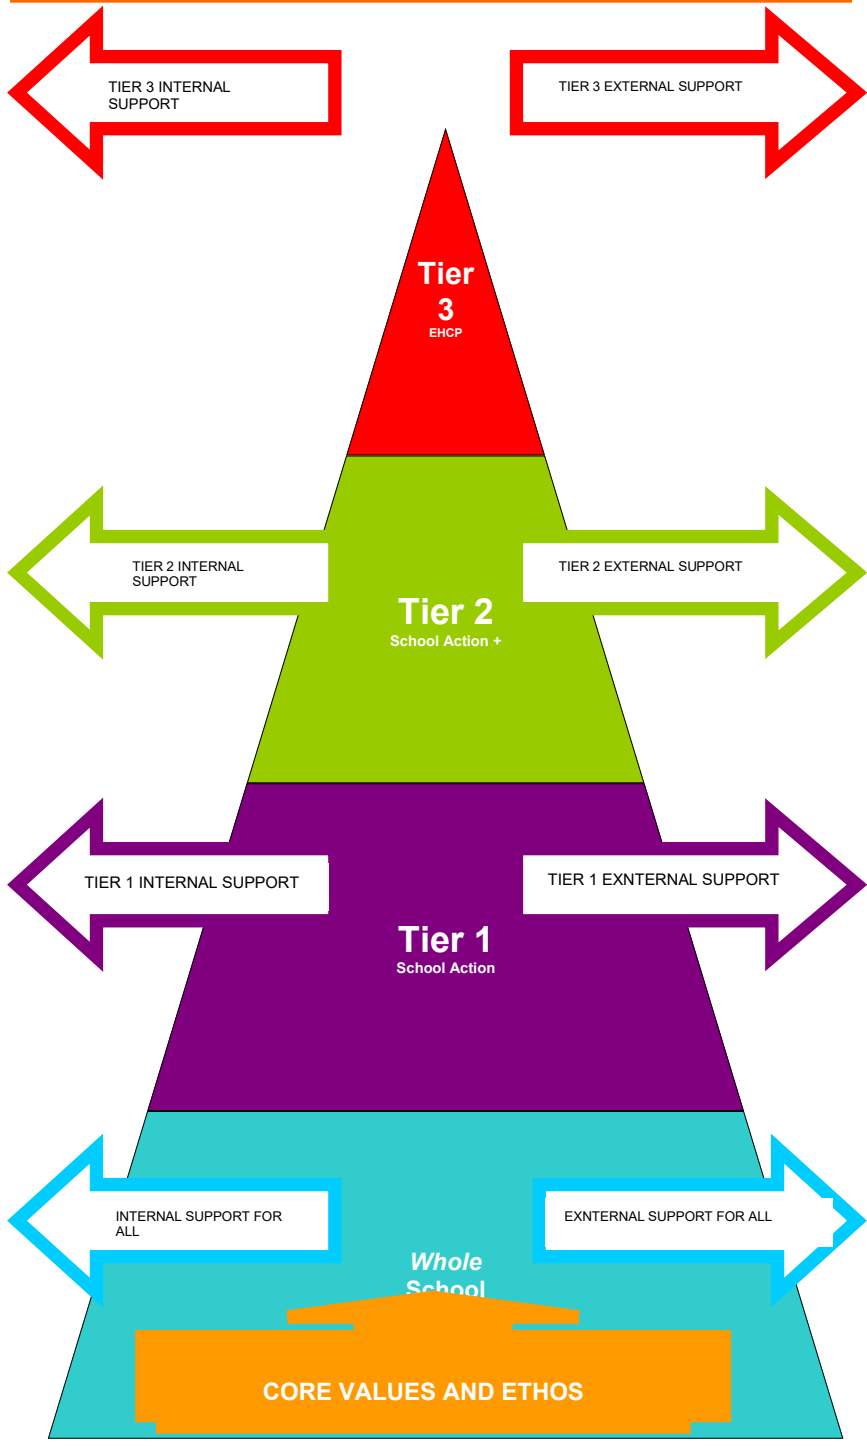 TIER 3 INTERNAL
SUPPORT
TIER 3 EXTERNAL SUPPORT
Tier
3
EHCP
TIER 2 INTERNAL
SUPPORT
TIER 2 EXTERNAL SUPPORT
Tier 2
School Action +
TIER 1 INTERNAL SUPPORT
TIER 1 EXNTERNAL SUPPORT
Tier 1
School Action
INTERNAL SUPPORT FOR
ALL
EXNTERNAL SUPPORT FOR ALL
Whole
School
CORE VALUES AND ETHOS